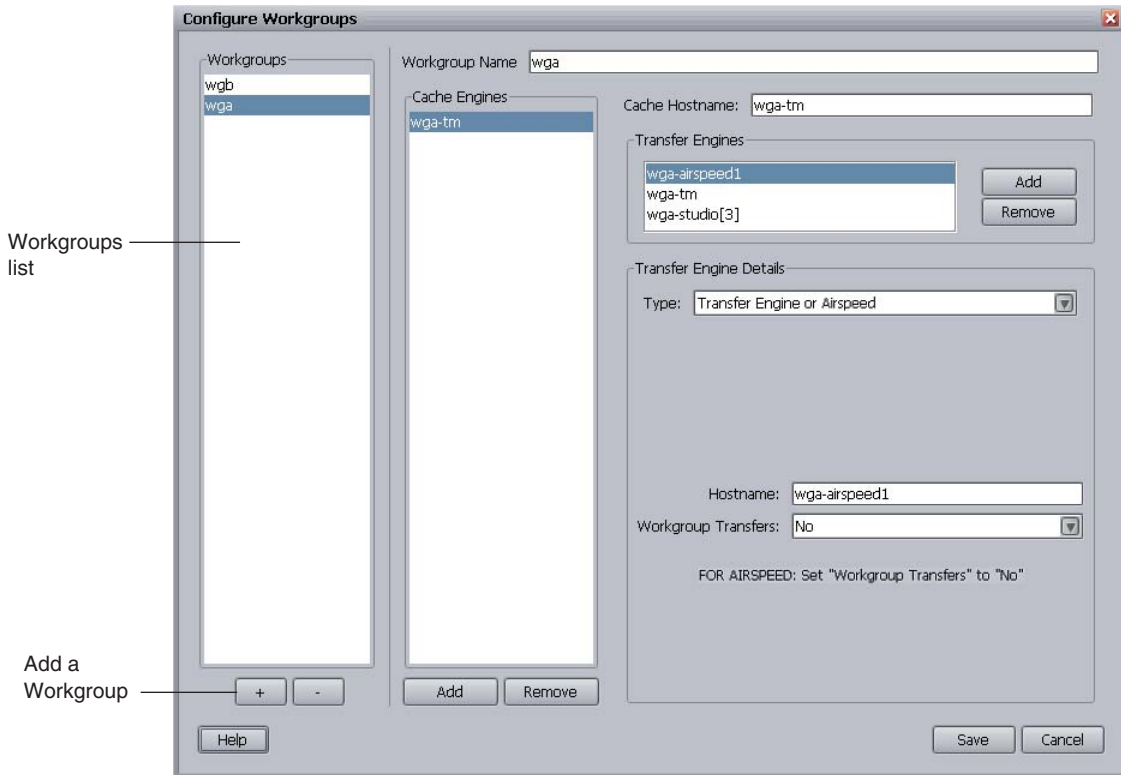 Configure Workgroups
Workgroups
wgb
wga
Workgroups
list
Add a
Workgroup
+ -
Help
Workgroup Name wga
Cache Engines
wga-tm
Add Remove
Cache Hostname: wga-tm
Transfer Engines
wga-airspeed1
wga-tm
wga-studio[3]
Add
Remove
Transfer Engine Details
Type: Transfer Engine or Airspeed
Hostname: wga-airspeed1
Workgroup Transfers: No
FOR AIRSPEED: Set "Workgroup Transfers" to "No"
Save Cancel